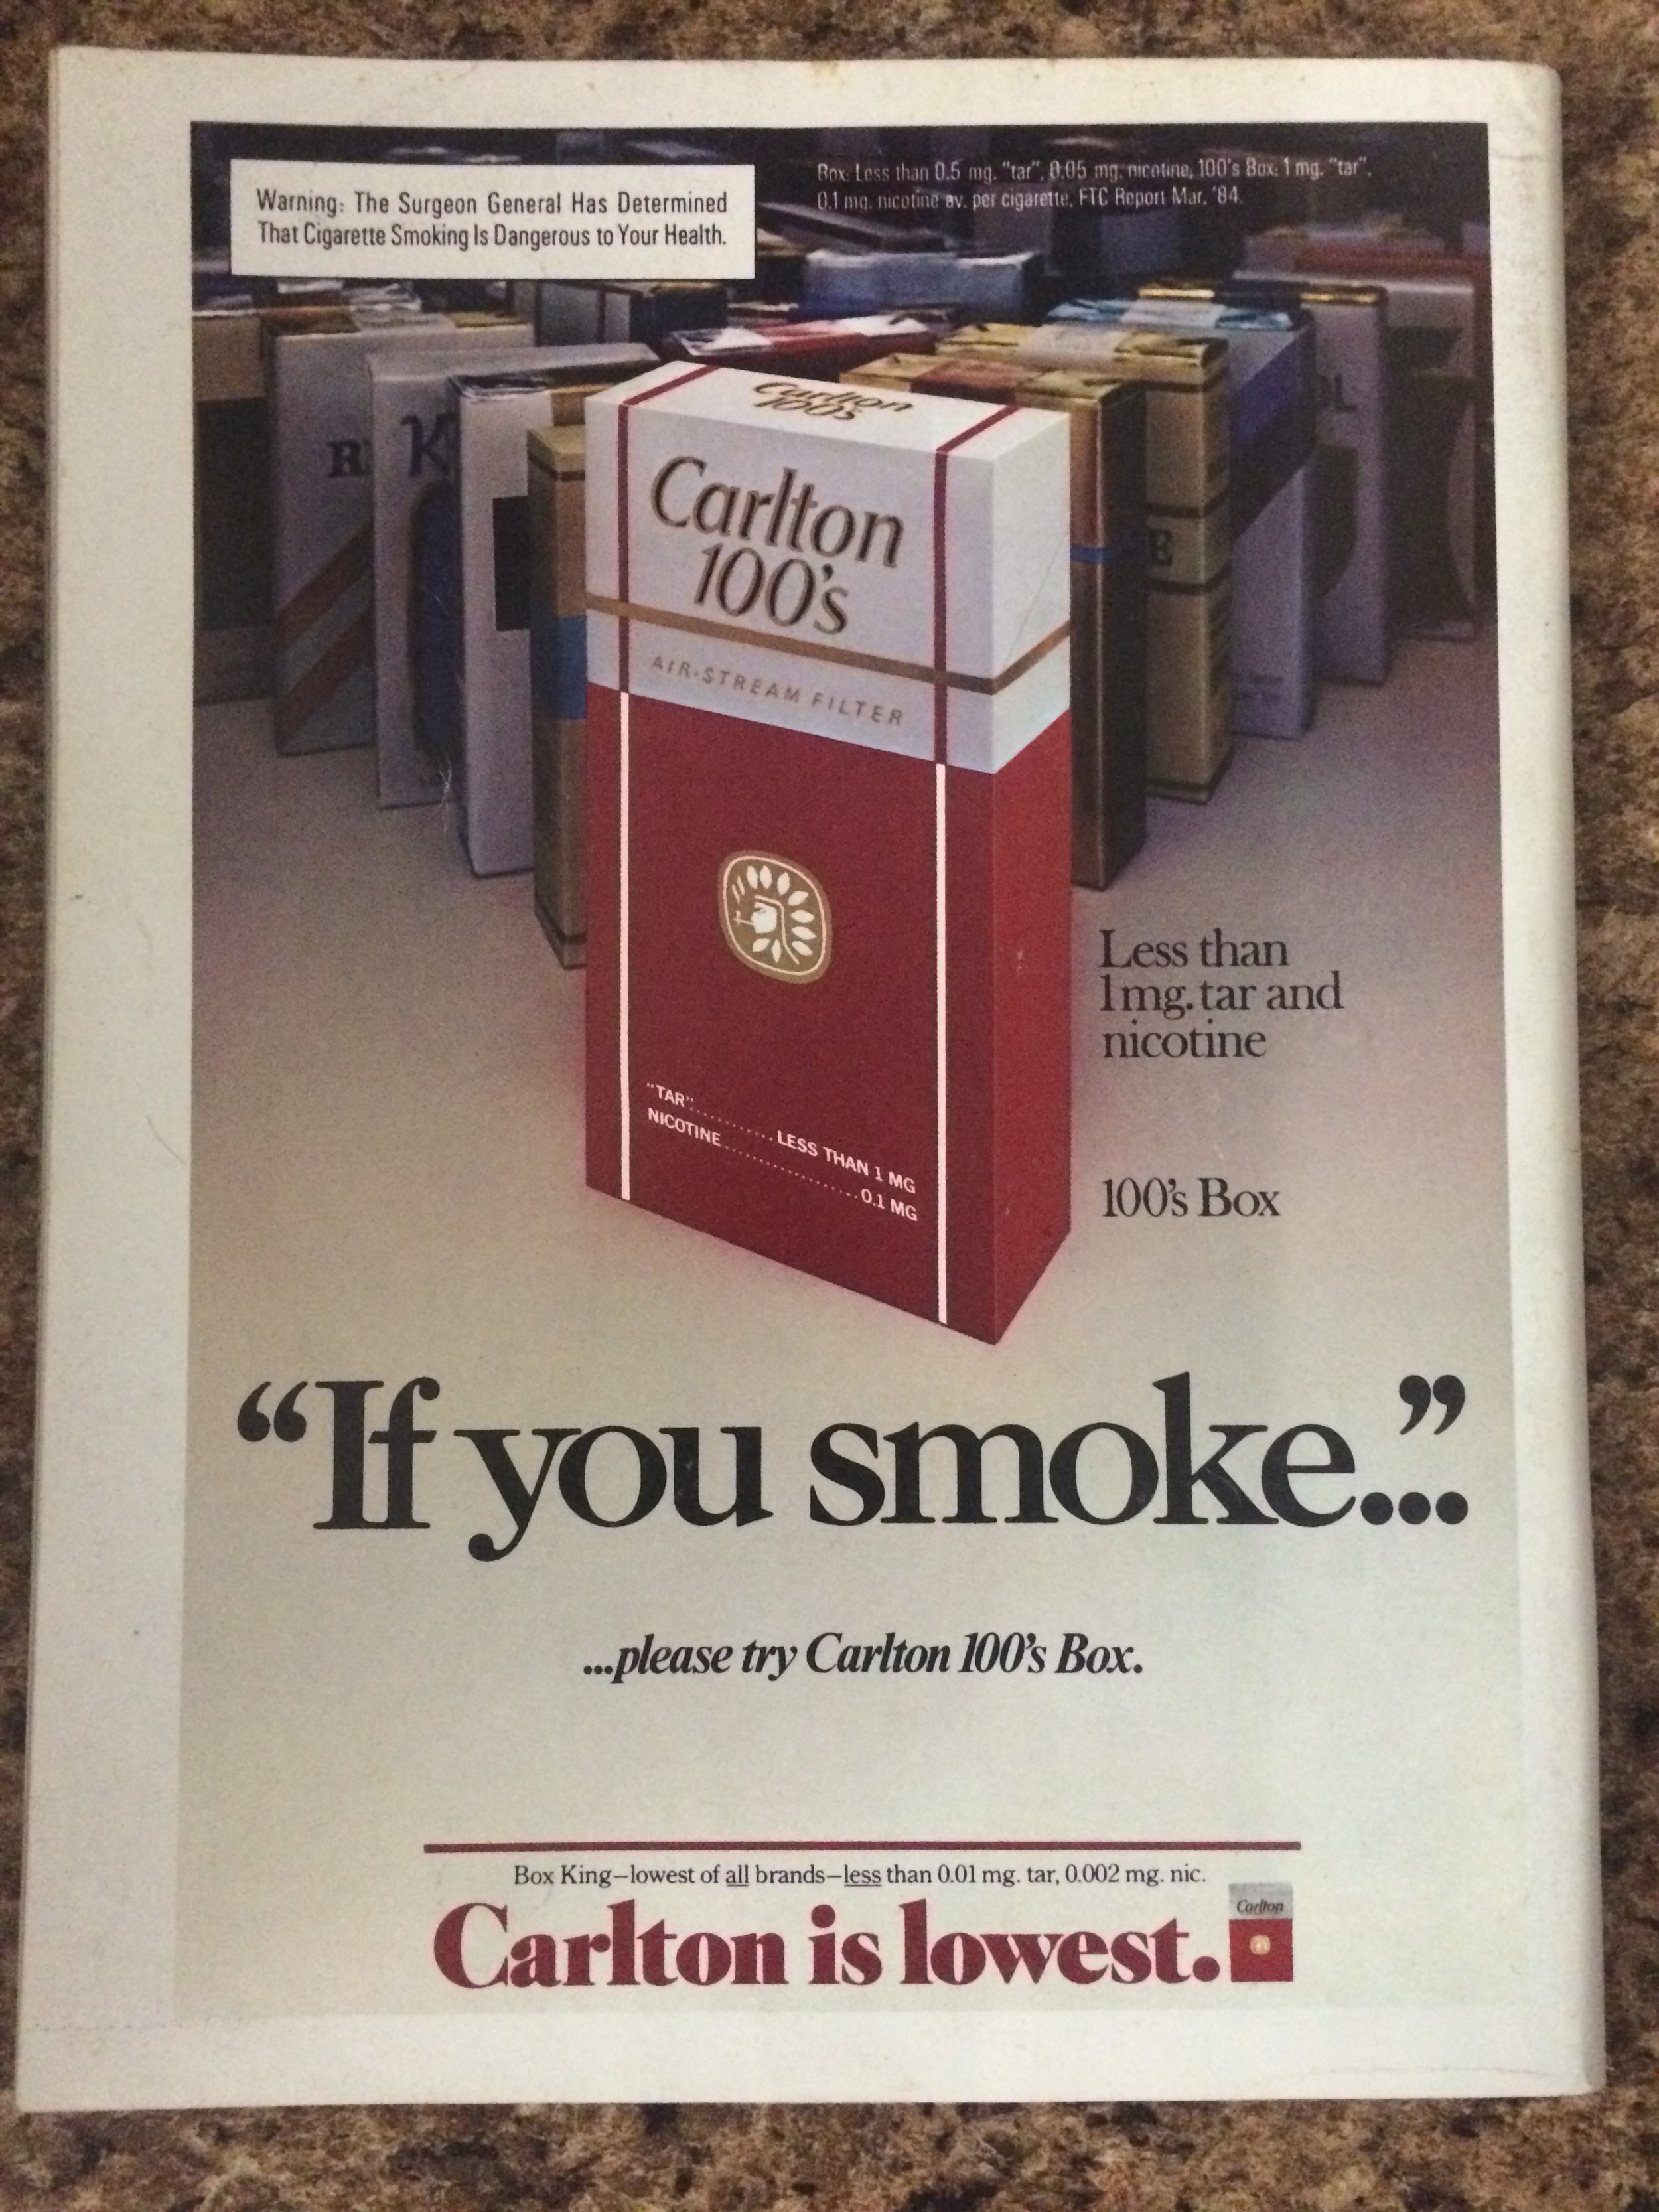 Warning: The Surgeon General Has Determined
That Cigarette Smoking Is Dangerous to Your Health.
Box: Less than 0.5 mg. "tar", 0.05 mg. nicotine, 100's Box: 1 mg. "tar",
0.1 mg. nicotine av. per cigarette, FTC Report Mar. '84.
Carlton
100's
Carlton
100's
AIR-STREAM FILTER
"TAR"..........LESS THAN 1 MG
NICOTINE................0.1 MG
Less than
1 mg. tar and
nicotine
100's Box
“If you smoke...”
...please try Carlton 100's Box.
Box King–lowest of all brands–less than 0.01 mg. tar, 0.002 mg. nic.
Carlton is lowest.
Carlton